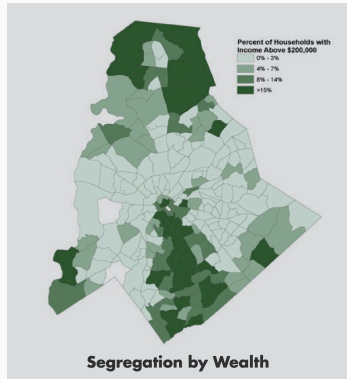 Percent of Households with
Income Above $200,000
0% - 3%
4% - 7%
8% - 14%
>15%
Segregation by Wealth